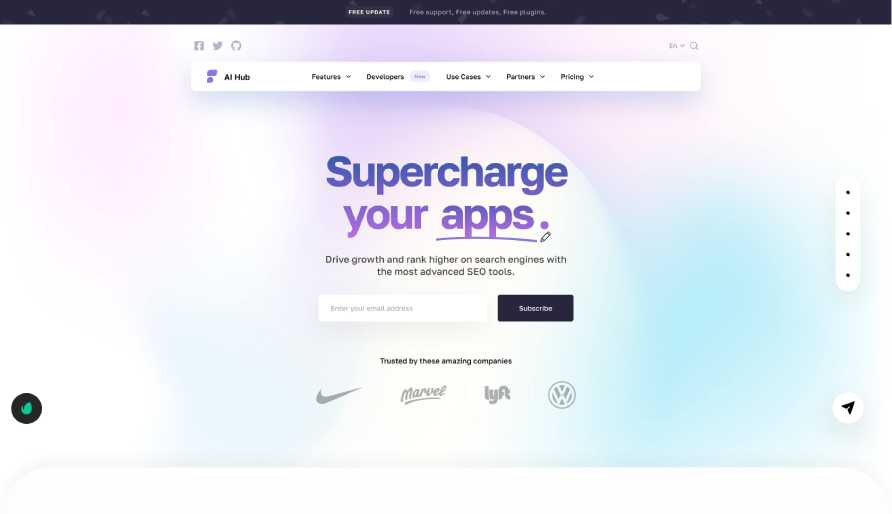 FREE UPDATE Free support, Free updates, Free plugins.
En
AI Hub Features Developers New Use Cases Partners Pricing
Supercharge
your apps.
Drive growth and rank higher on search engines with
the most advanced SEO tools.
Enter your email address Subscribe
Trusted by these amazing companies
MARVEL lyft VW